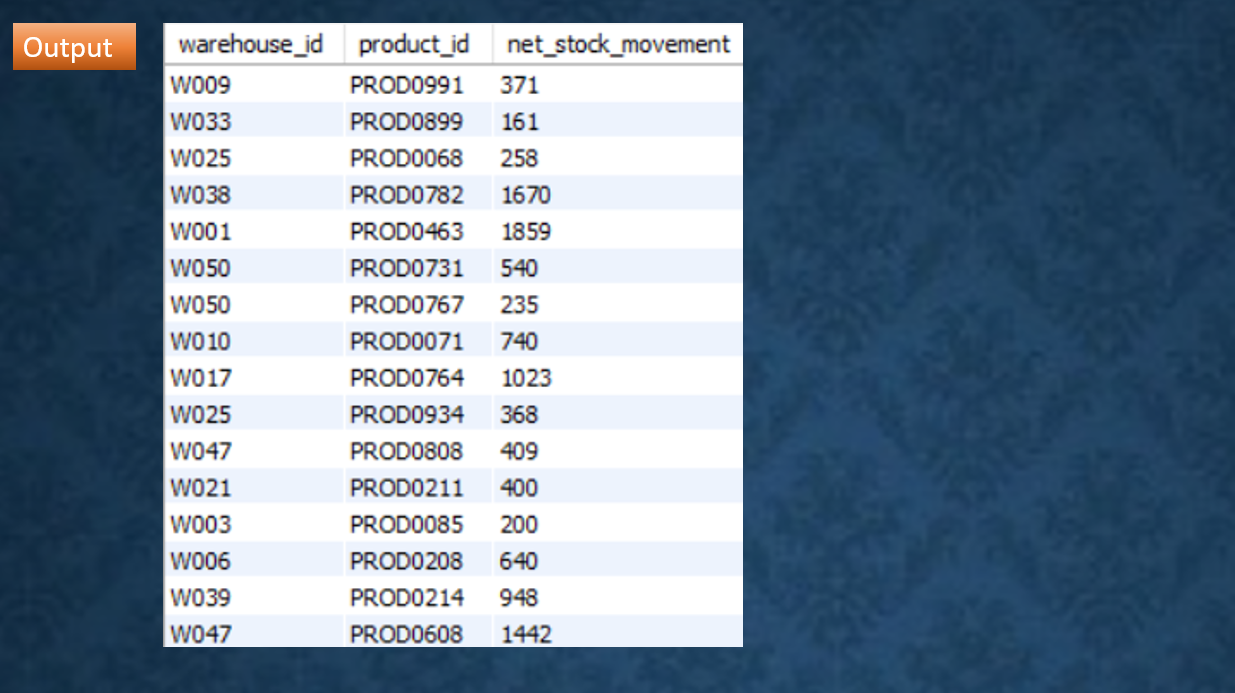 Output
warehouse_id product_id net_stock_movement
W009 PROD0991 371
W033 PROD0899 161
W025 PROD0068 258
W038 PROD0782 1670
W001 PROD0463 1859
W050 PROD0731 540
W050 PROD0767 235
W010 PROD0071 740
W017 PROD0764 1023
W025 PROD0934 368
W047 PROD0808 409
W021 PROD0211 400
W003 PROD0085 200
W006 PROD0208 640
W039 PROD0214 948
W047 PROD0608 1442